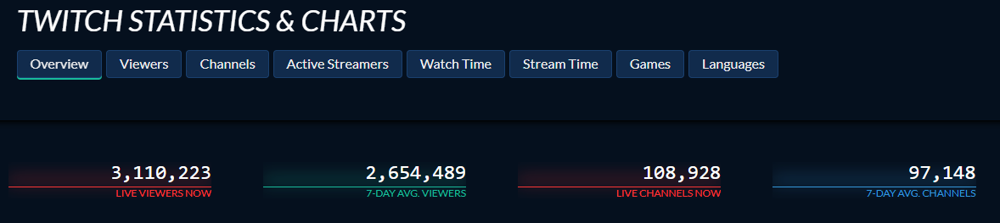 TWITCH STATISTICS & CHARTS
Overview Viewers Channels Active Streamers Watch Time Stream Time Games Languages
3,110,223 2,654,489 108,928 97,148
LIVE VIEWERS NOW 7-DAY AVG. VIEWERS LIVE CHANNELS NOW 7-DAY AVG. CHANNELS